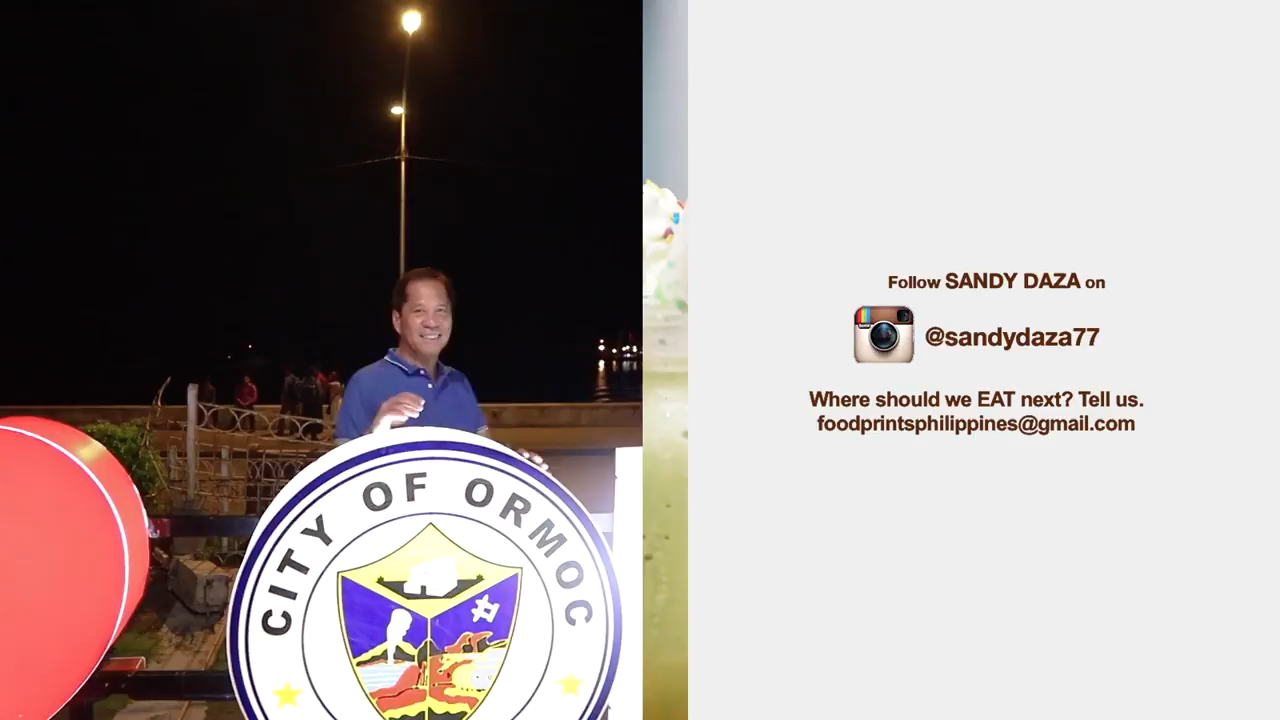 CITY OF ORMOC
Follow SANDY DAZA on
@sandydaza77
Where should we EAT next? Tell us.
foodprintsphilippines@gmail.com